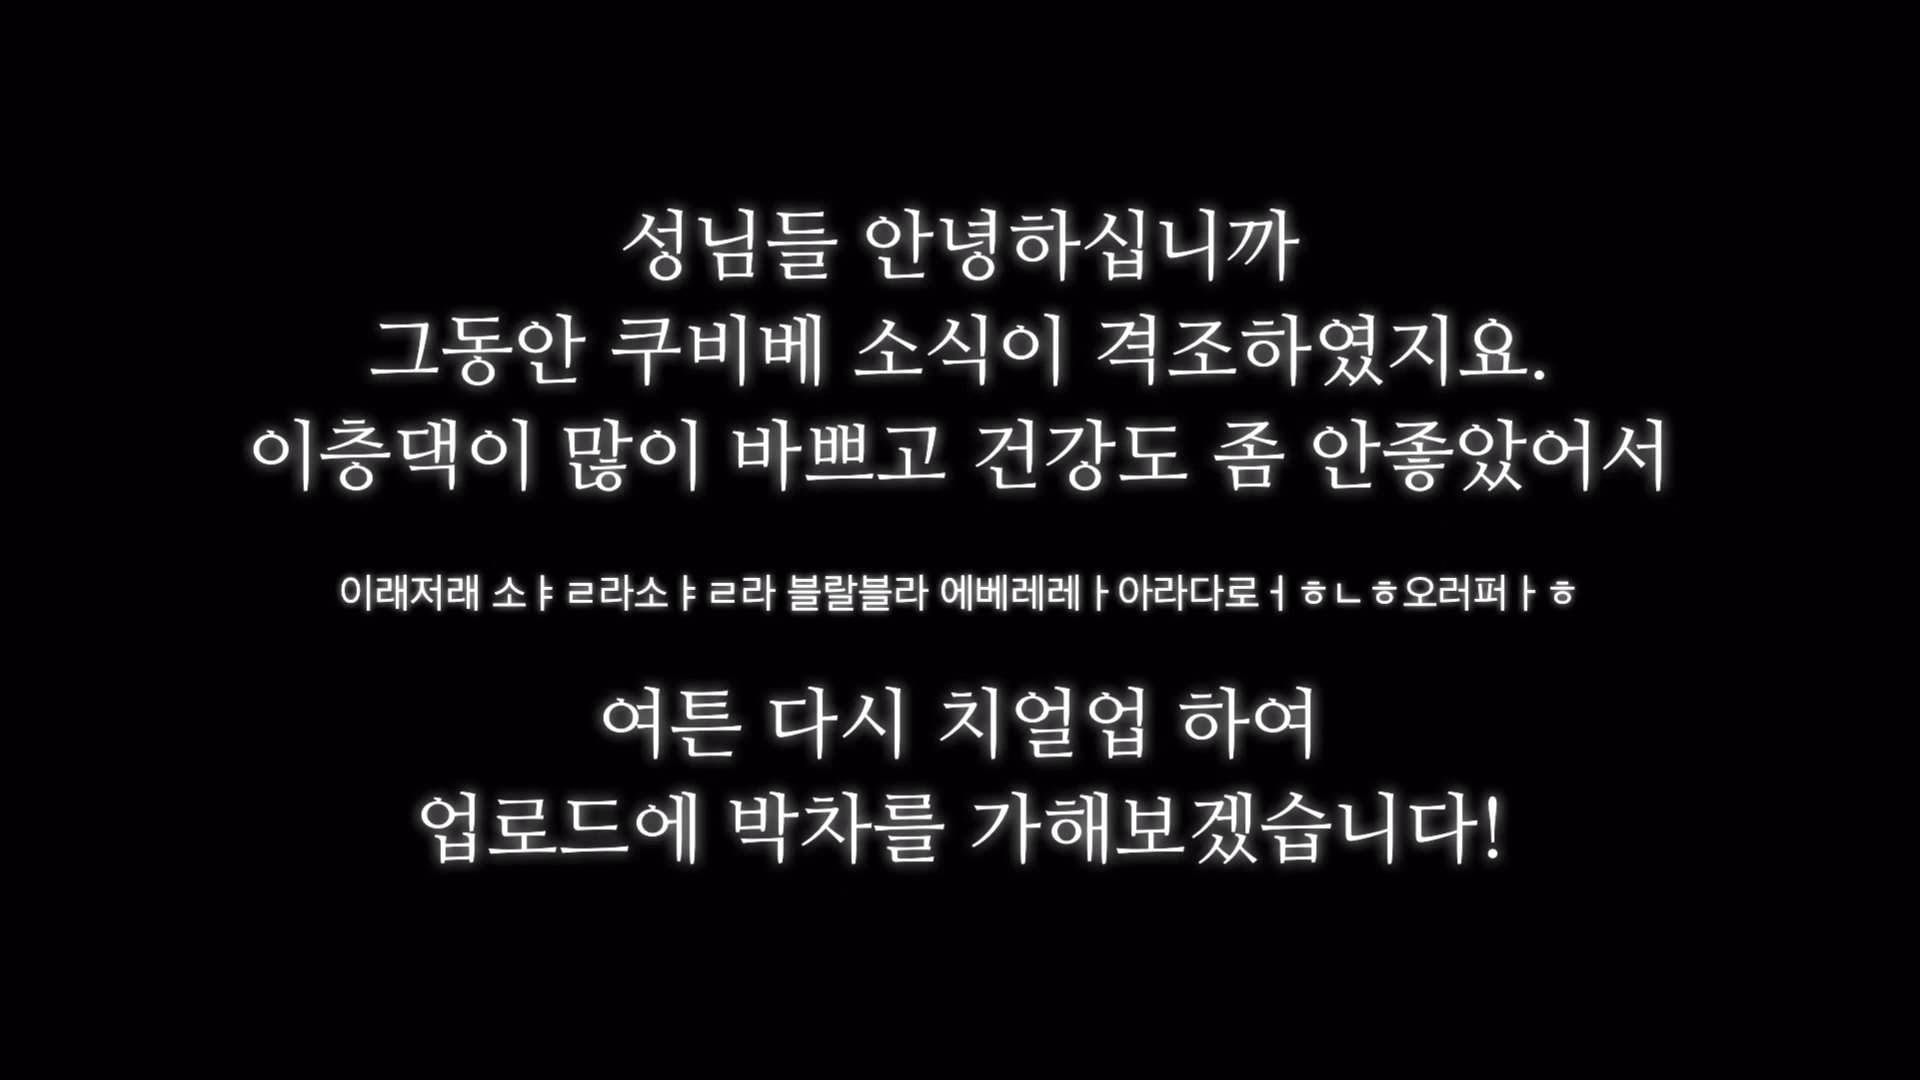 성님들 안녕하십니까
그동안 쿠비베 소식이 격조하였지요.
이층댁이 많이 바쁘고 건강도 좀 안좋았어서
이래저래 소ㅑㄹ라소ㅑㄹ라 블랄블라 에베레레ㅏ아라다로ㅓㅎㄴㅎ오러퍼ㅏㅎ
여튼 다시 치얼업 하여
업로드에 박차를 가해보겠습니다!